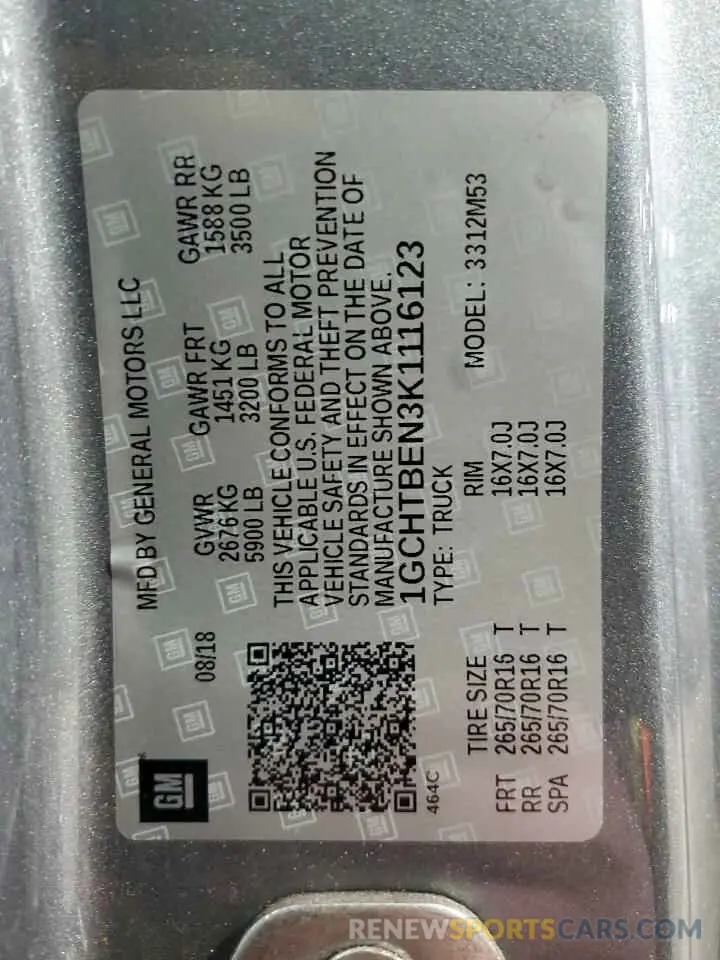 GM
08/18
MFD BY GENERAL MOTORS LLC
GVWR GAWR FRT GAWR RR
2676 KG 1451 KG 1588 KG
5900 LB 3200 LB 3500 LB
THIS VEHICLE CONFORMS TO ALL
APPLICABLE U.S. FEDERAL MOTOR
VEHICLE SAFETY AND THEFT PREVENTION
STANDARDS IN EFFECT ON THE DATE OF
MANUFACTURE SHOWN ABOVE.
1GCHTBEN3K1116123
TYPE: TRUCK
464C
TIRE SIZE RIM MODEL: 3312M53
FRT 265/70R16 T 16X7.0J
RR 265/70R16 T 16X7.0J
SPA 265/70R16 T 16X7.0J
RENEWSPORTSCARS.COM